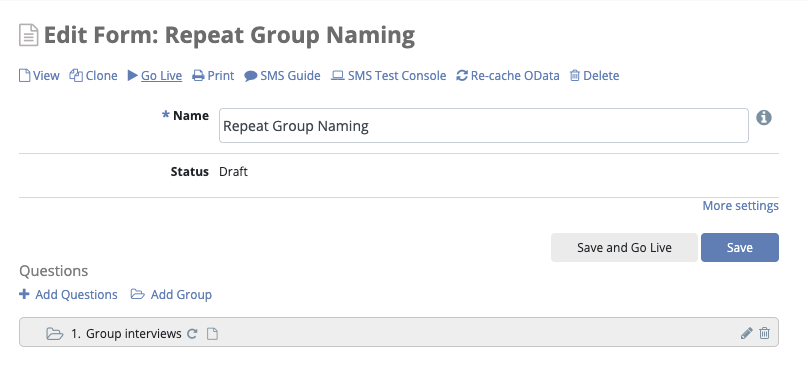 Edit Form: Repeat Group Naming
View Clone Go Live Print SMS Guide SMS Test Console Re-cache OData Delete
* Name Repeat Group Naming
Status Draft
More settings
Save and Go Live Save
Questions
Add Questions Add Group
1. Group interviews